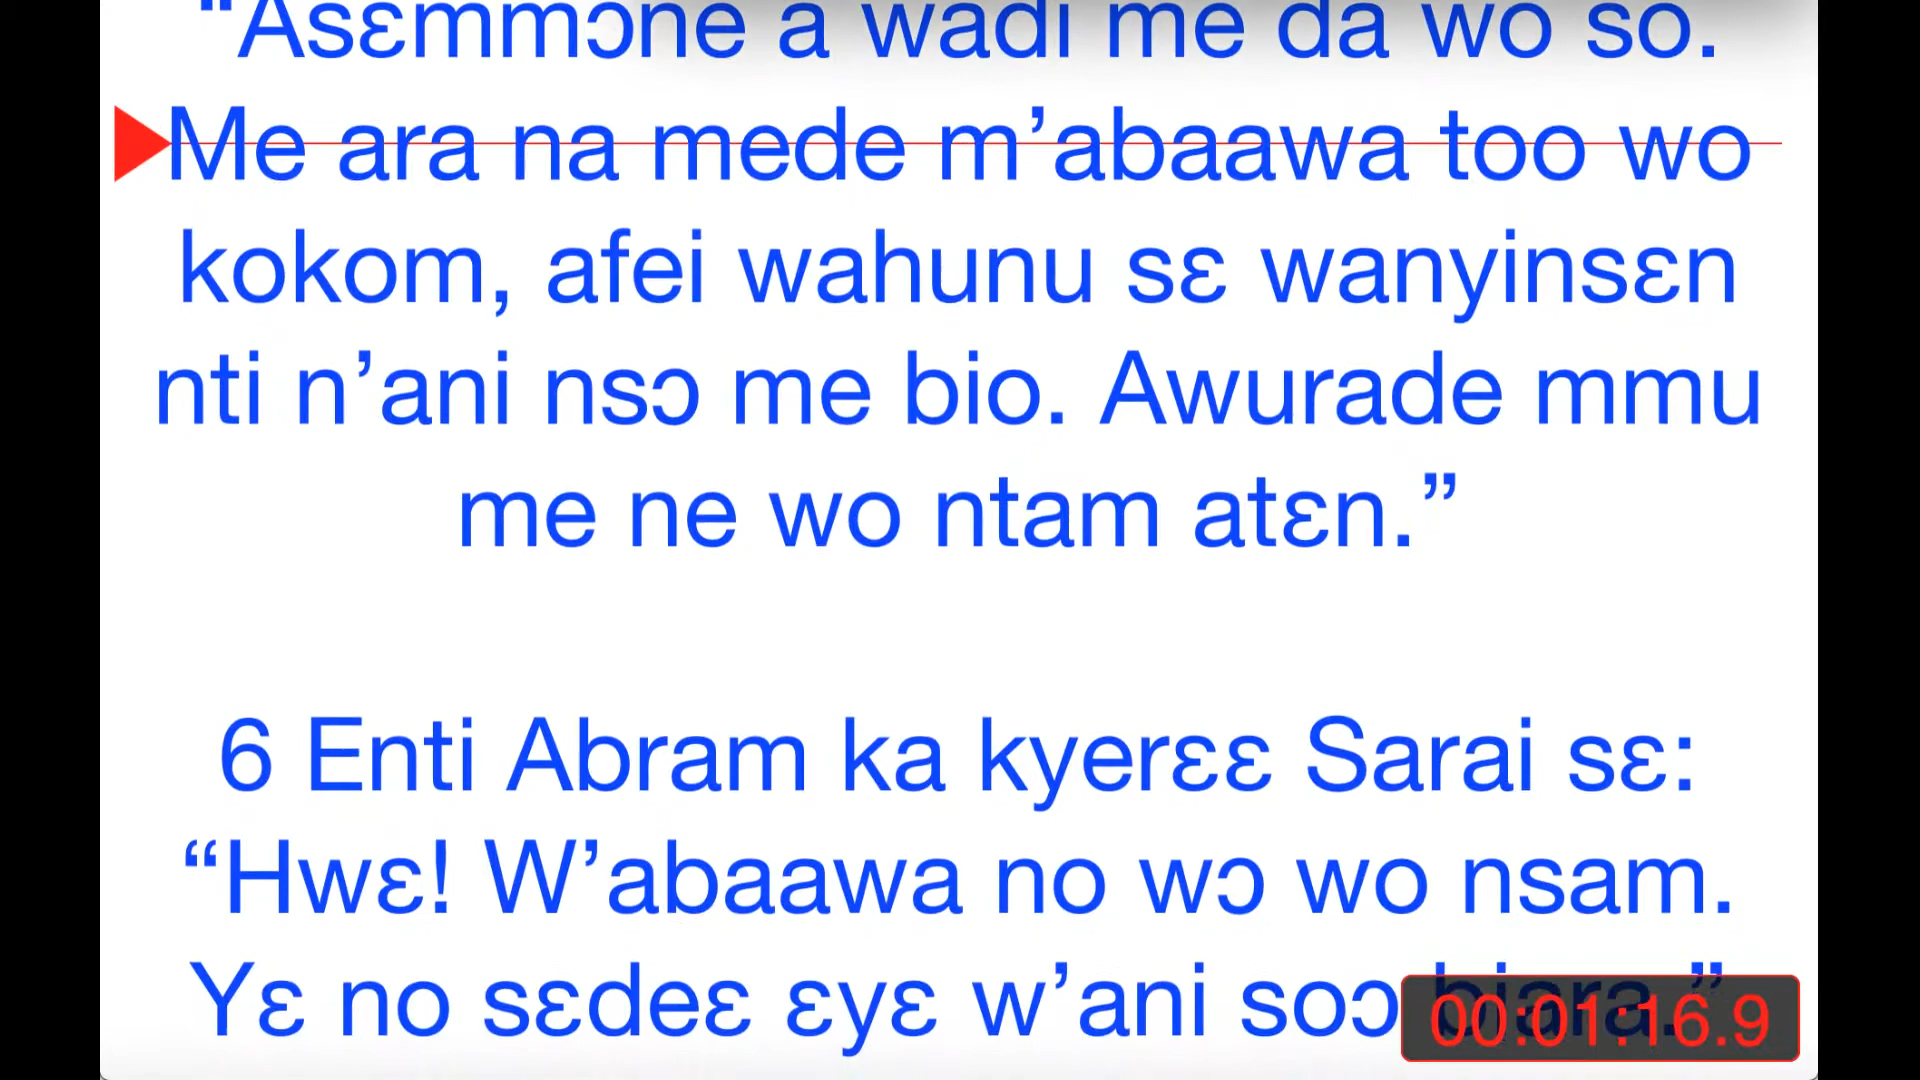 “Asɛmmɔne a wadi me da wo so.
Me ara na mede m’abaawa too wo
kokom, afei wahunu sɛ wanyinsɛn
nti n’ani nsɔ me bio. Awurade mmu
me ne wo ntam atɛn.”
6 Enti Abram ka kyerɛɛ Sarai sɛ:
“Hwɛ! W’abaawa no wɔ wo nsam.
Yɛ no sɛdeɛ ɛyɛ w’ani soɔ biara.”
00:01:16.9